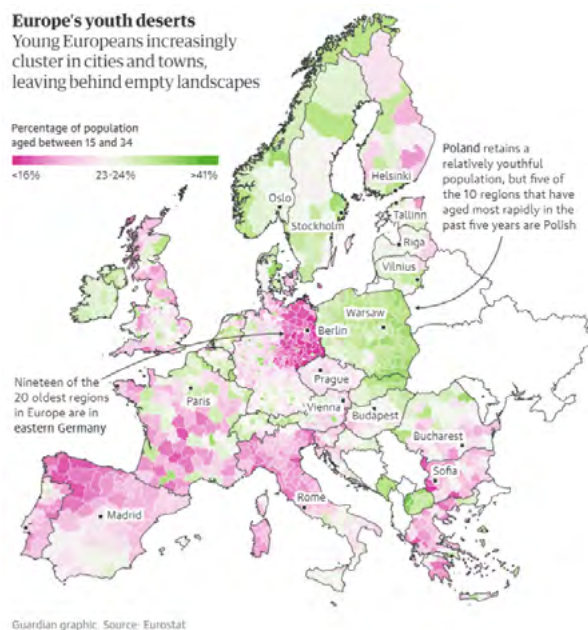 Europe's youth deserts
Young Europeans increasingly
cluster in cities and towns,
leaving behind empty landscapes
Percentage of population
aged between 15 and 34
<16% 23-24% >41%
Poland retains a
relatively youthful
population, but five of
the 10 regions that have
aged most rapidly in the
past five years are Polish
Helsinki
Oslo
Tallinn
Stockholm
Riga
Vilnius
Warsaw
Berlin
Nineteen of the
20 oldest regions
in Europe are in
eastern Germany
Prague
Paris
Vienna
Budapest
Bucharest
Sofia
Rome
Madrid
Guardian graphic Source: Eurostat